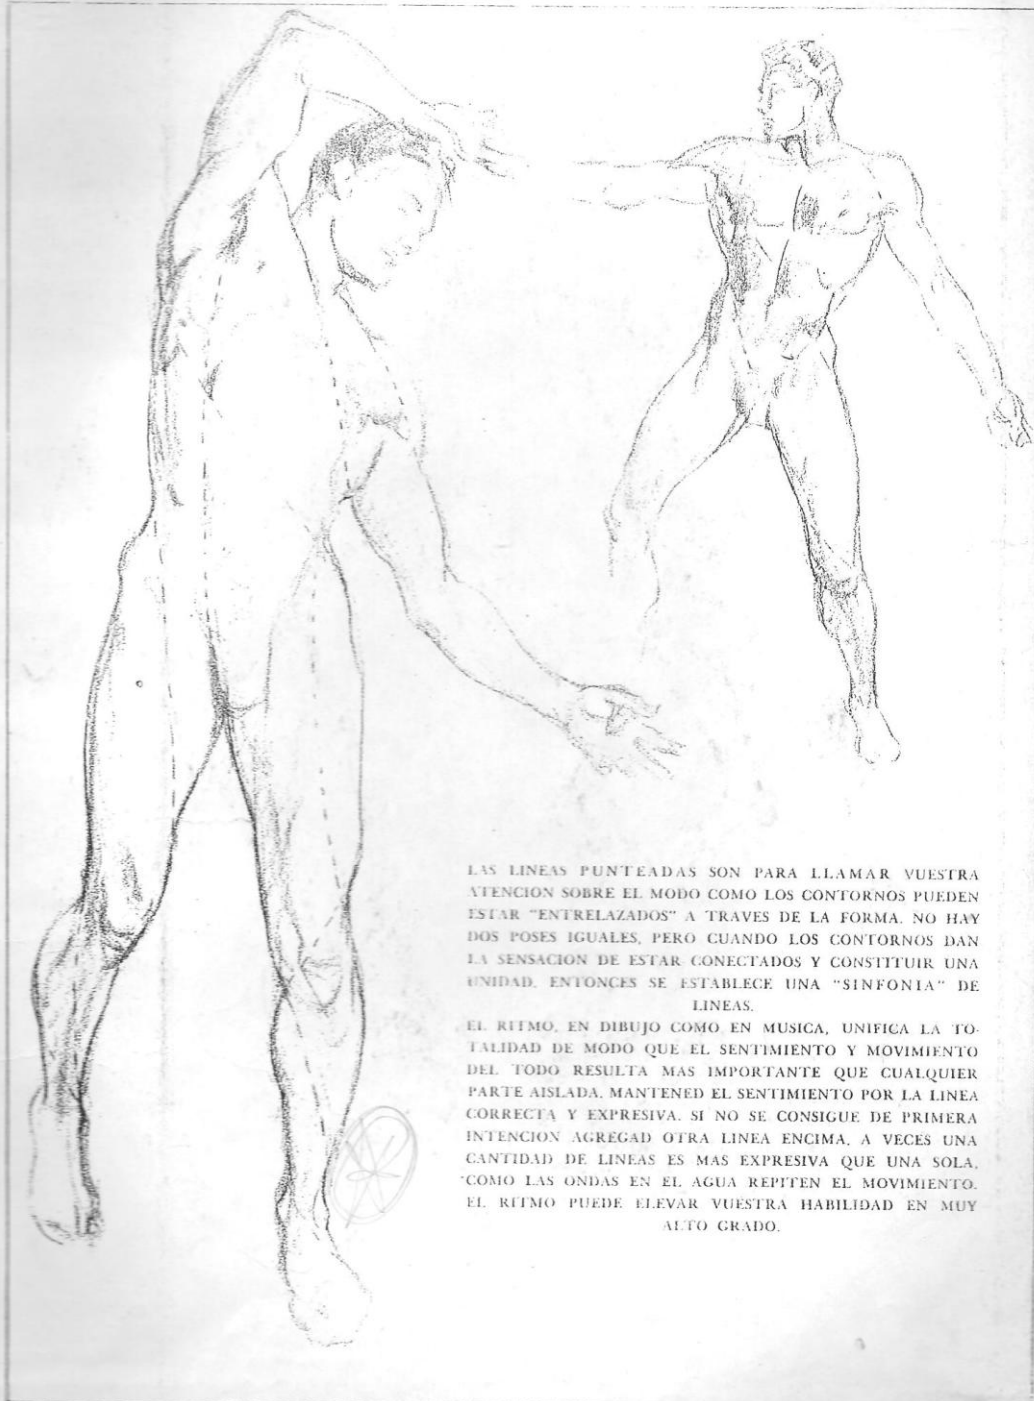 LAS LINEAS PUNTEADAS SON PARA LLAMAR VUESTRA
ATENCION SOBRE EL MODO COMO LOS CONTORNOS PUEDEN
ESTAR "ENTRELAZADOS" A TRAVES DE LA FORMA. NO HAY
DOS POSES IGUALES, PERO CUANDO LOS CONTORNOS DAN
LA SENSACION DE ESTAR CONECTADOS Y CONSTITUIR UNA
UNIDAD, ENTONCES SE ESTABLECE UNA "SINFONIA" DE
LINEAS.
EL RITMO, EN DIBUJO COMO EN MUSICA, UNIFICA LA TO-
TALIDAD DE MODO QUE EL SENTIMIENTO Y MOVIMIENTO
DEL TODO RESULTA MAS IMPORTANTE QUE CUALQUIER
PARTE AISLADA. MANTENED EL SENTIMIENTO POR LA LINEA
CORRECTA Y EXPRESIVA. SI NO SE CONSIGUE DE PRIMERA
INTENCION AGREGAD OTRA LINEA ENCIMA. A VECES UNA
CANTIDAD DE LINEAS ES MAS EXPRESIVA QUE UNA SOLA,
COMO LAS ONDAS EN EL AGUA REPITEN EL MOVIMIENTO.
EL RITMO PUEDE ELEVAR VUESTRA HABILIDAD EN MUY
ALTO GRADO.